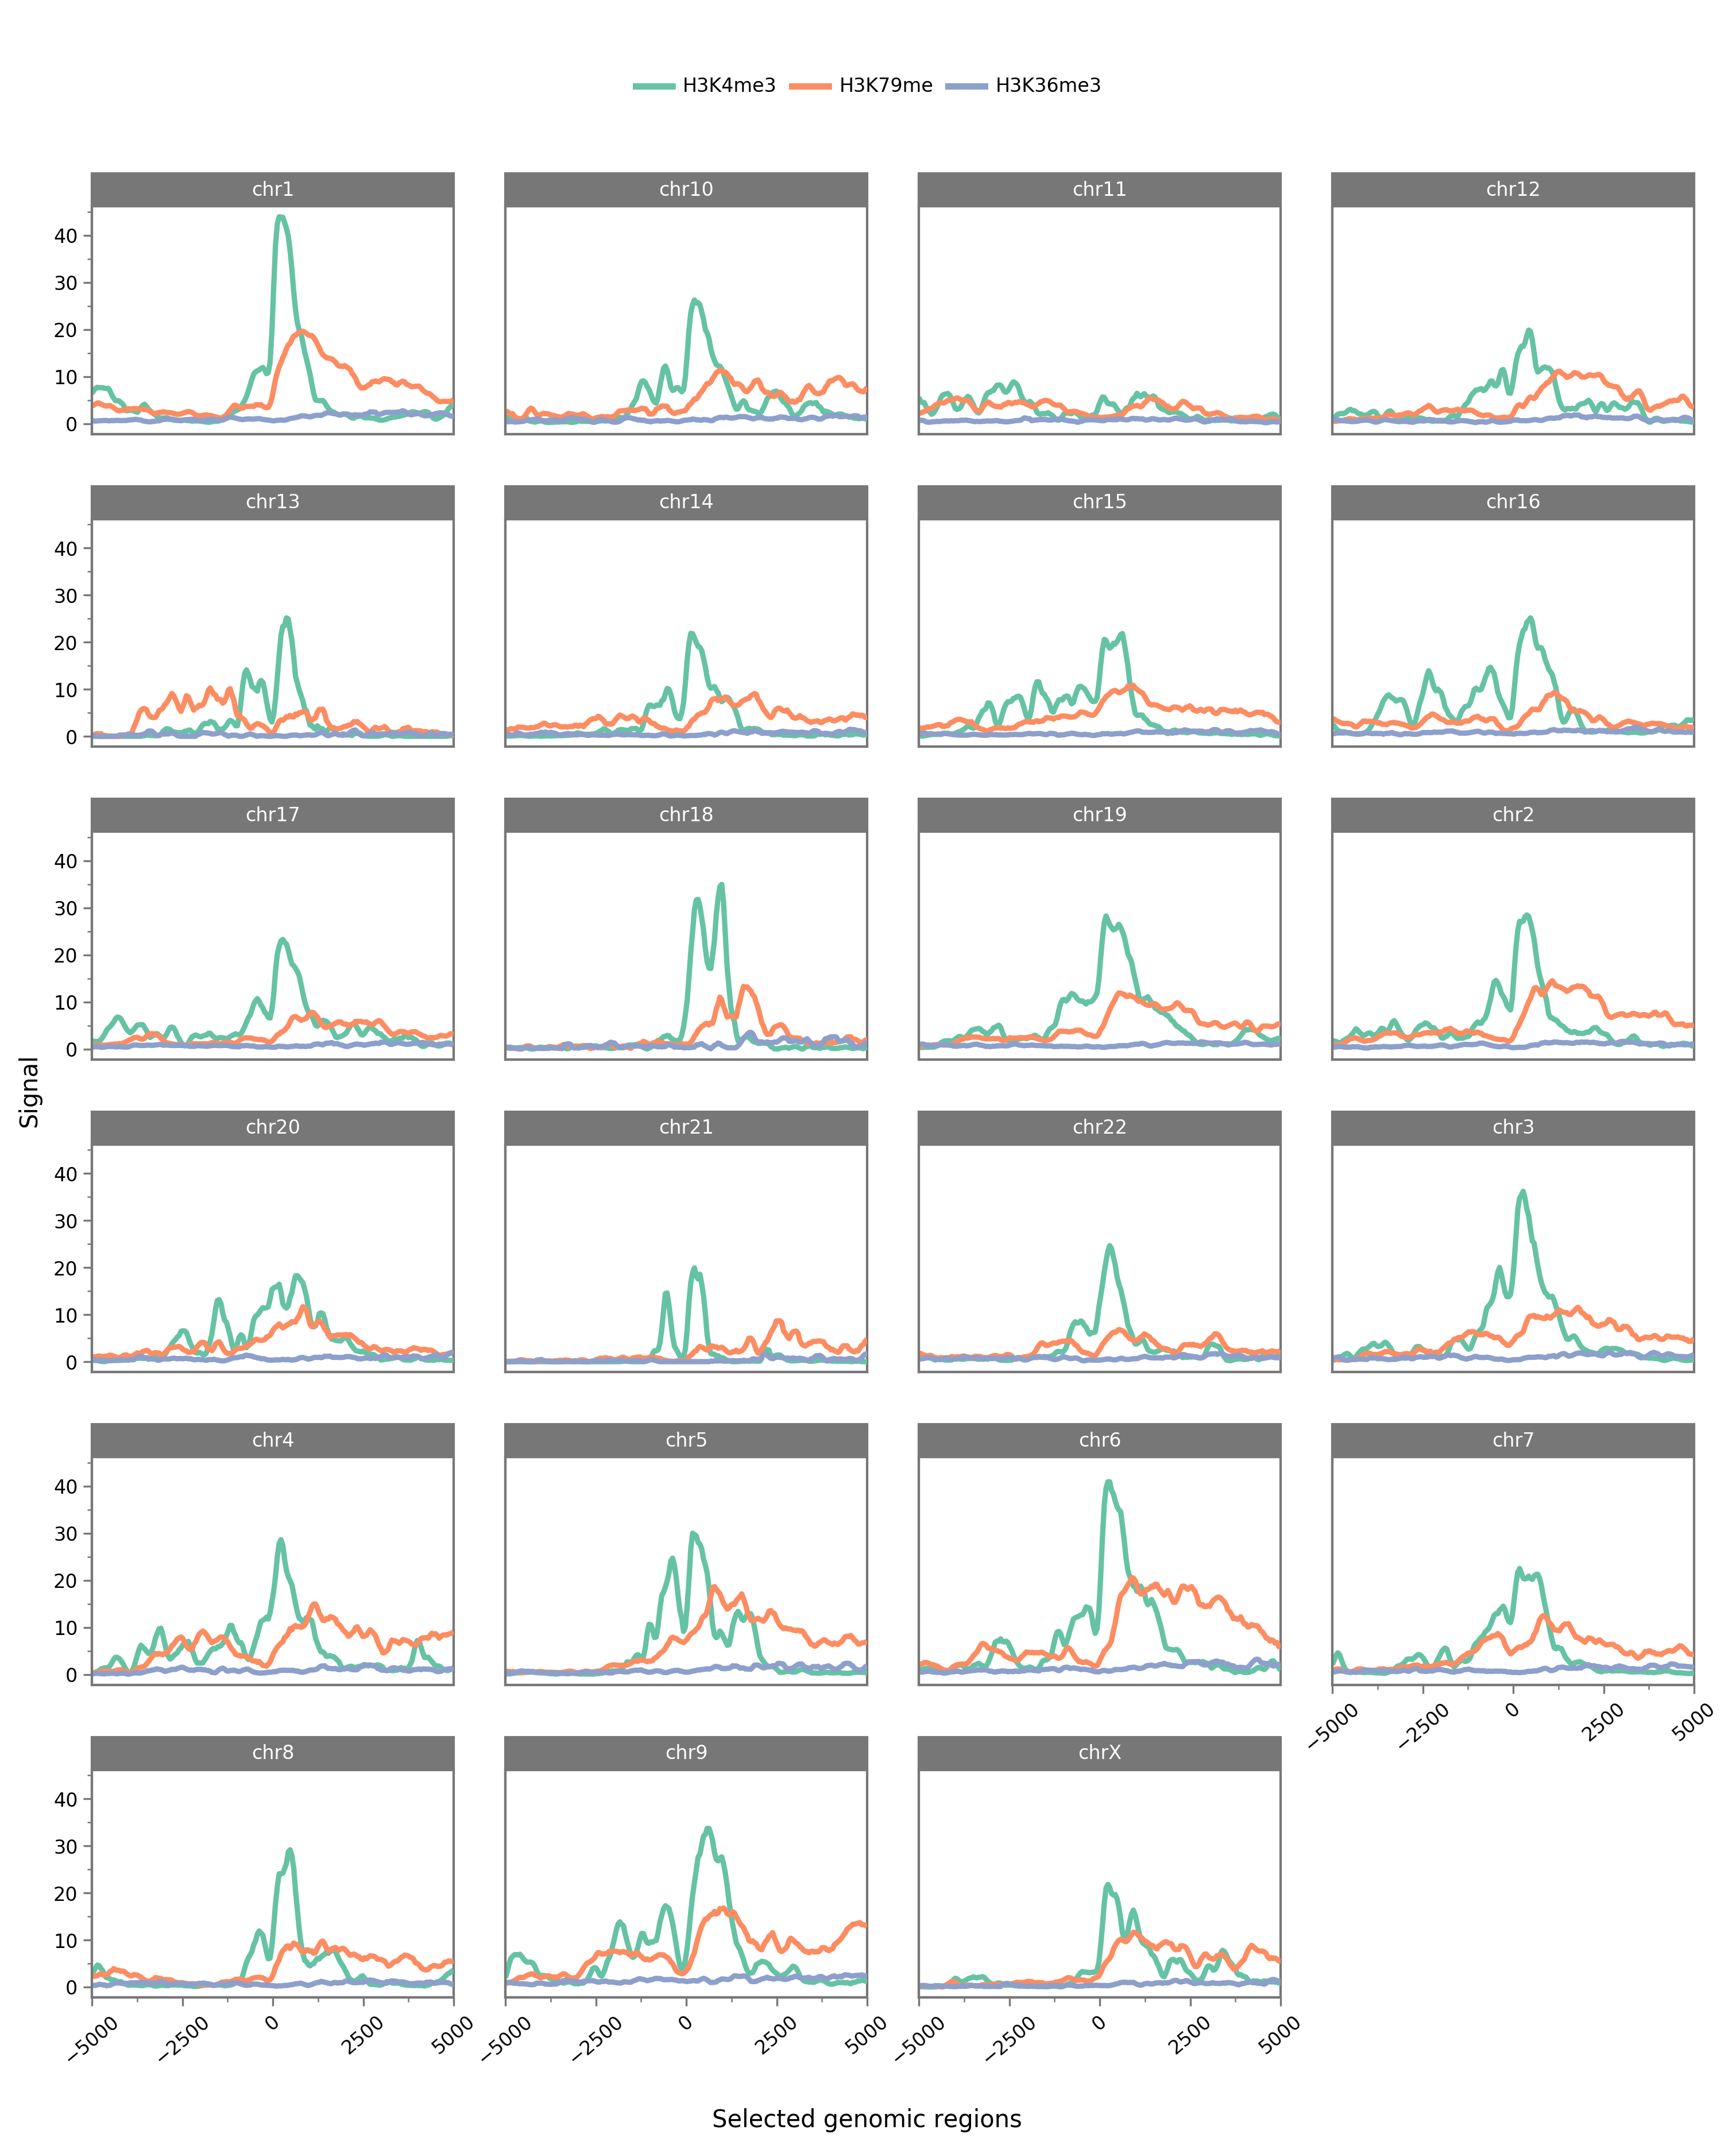 H3K4me3 H3K79me H3K36me3
chr1 chr10 chr11 chr12
40
30
20
10
0
chr13 chr14 chr15 chr16
40
30
20
10
0
chr17 chr18 chr19 chr2
40
30
20
10
0
Signal
chr20 chr21 chr22 chr3
40
30
20
10
0
chr4 chr5 chr6 chr7
40
30
20
10
0
−5000 −2500 0 2500 5000
chr8 chr9 chrX
40
30
20
10
0
−5000 −2500 0 2500 5000 −5000 −2500 0 2500 5000 −5000 −2500 0 2500 5000
Selected genomic regions